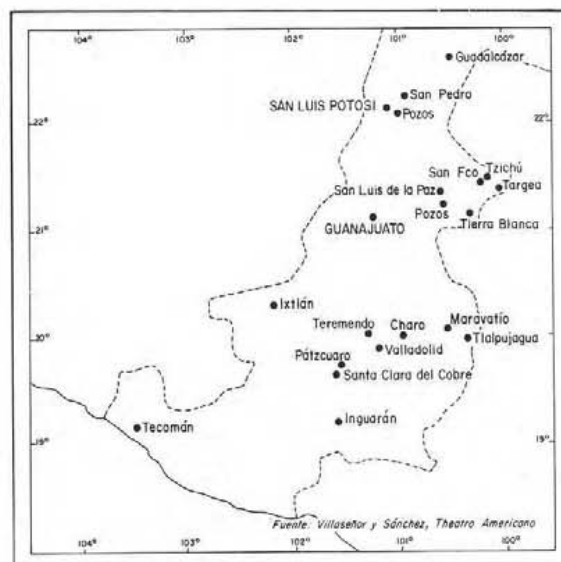 104° 103° 102° 101° 100°
Guadalcázar
San Pedro
SAN LUIS POTOSI
Pozos
22° 22°
Tzichú
San Fco
Targea
San Luis de la Paz
Pozos
Tierra Blanca
GUANAJUATO
21° 21°
Ixtlán
Teremendo
Charo
Maravatío
Tlalpujagua
20° 20°
Valladolid
Pátzcuaro
Santa Clara del Cobre
Inguarán
Tecomán
19° 19°
Fuente: Villaseñor y Sánchez, Theatro Americano
104° 103° 102° 101° 100°